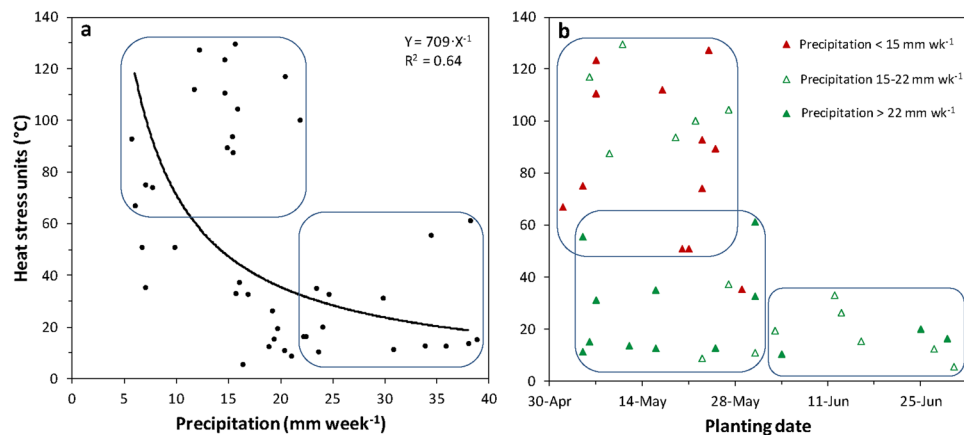 a
Y = 709·X⁻¹
R² = 0.64
Heat stress units (°C)
140
120
100
80
60
40
20
0
0 5 10 15 20 25 30 35 40
Precipitation (mm week⁻¹)
b
Precipitation < 15 mm wk⁻¹
Precipitation 15-22 mm wk⁻¹
Precipitation > 22 mm wk⁻¹
140
120
100
80
60
40
20
0
30-Apr 14-May 28-May 11-Jun 25-Jun
Planting date